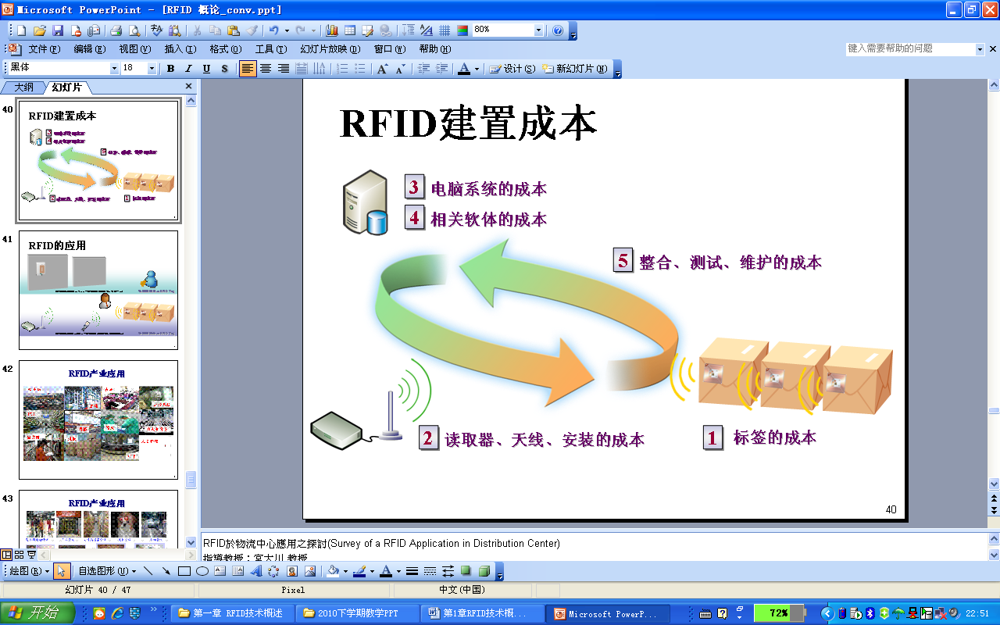 Microsoft PowerPoint - [RFID 概论_conv.ppt]
80%
文件(F) 编辑(E) 视图(V) 插入(I) 格式(O) 工具(T) 幻灯片放映(D) 窗口(W) 帮助(H)
键入需要帮助的问题
黑体 18 B I U S A A A 设计(S) 新幻灯片(N)
大纲 幻灯片
40
RFID建置成本
41
RFID的应用
42
RFID产业应用
43
RFID产业应用
RFID建置成本
3 电脑系统的成本
4 相关软体的成本
5 整合、测试、维护的成本
2 读取器、天线、安装的成本
1 标签的成本
40
RFID於物流中心應用之探討(Survey of a RFID Application in Distribution Center)
指導教授：宮大川 教授
绘图(R) 自选图形(U)
幻灯片 40 / 47 Pixel 中文(中国)
开始 第一章 RFID技术概述 2010下学期教学PPT 第1章RFID技术概... Microsoft PowerP... 72% 22:51